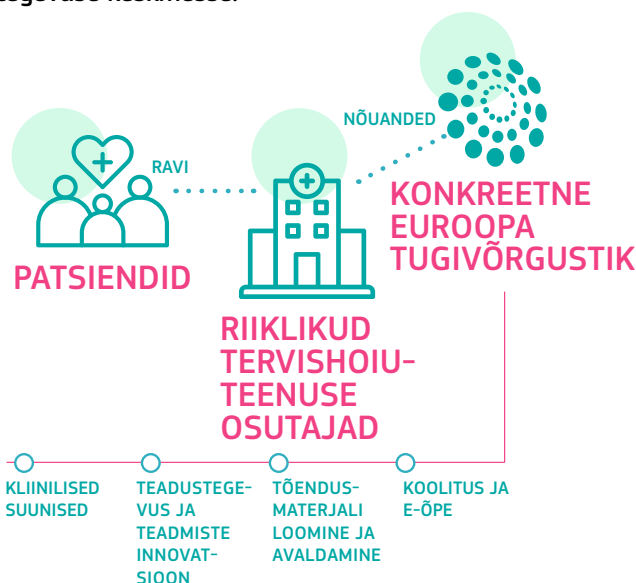 NÕUANDED
RAVI
PATSIENDID
KONKREETNE
EUROOPA
TUGIVÕRGUSTIK
RIIKLIKUD
TERVISHOIU-
TEENUSE
OSUTAJAD
KLIINILISED
SUUNISED
TEADUSTEGE-
VUS JA
TEADMISTE
INNOVAT-
SIOON
TÕENDUS-
MATERJALI
LOOMINE JA
AVALDAMINE
KOOLITUS JA
E-ÕPE